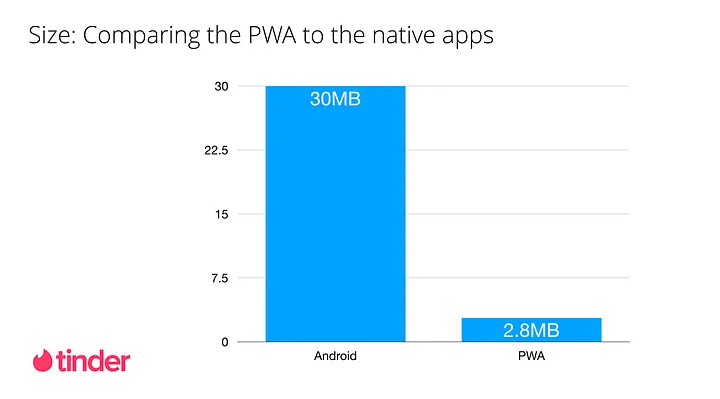 Size: Comparing the PWA to the native apps
30
30MB
22.5
15
7.5
2.8MB
0
Android
PWA
tinder